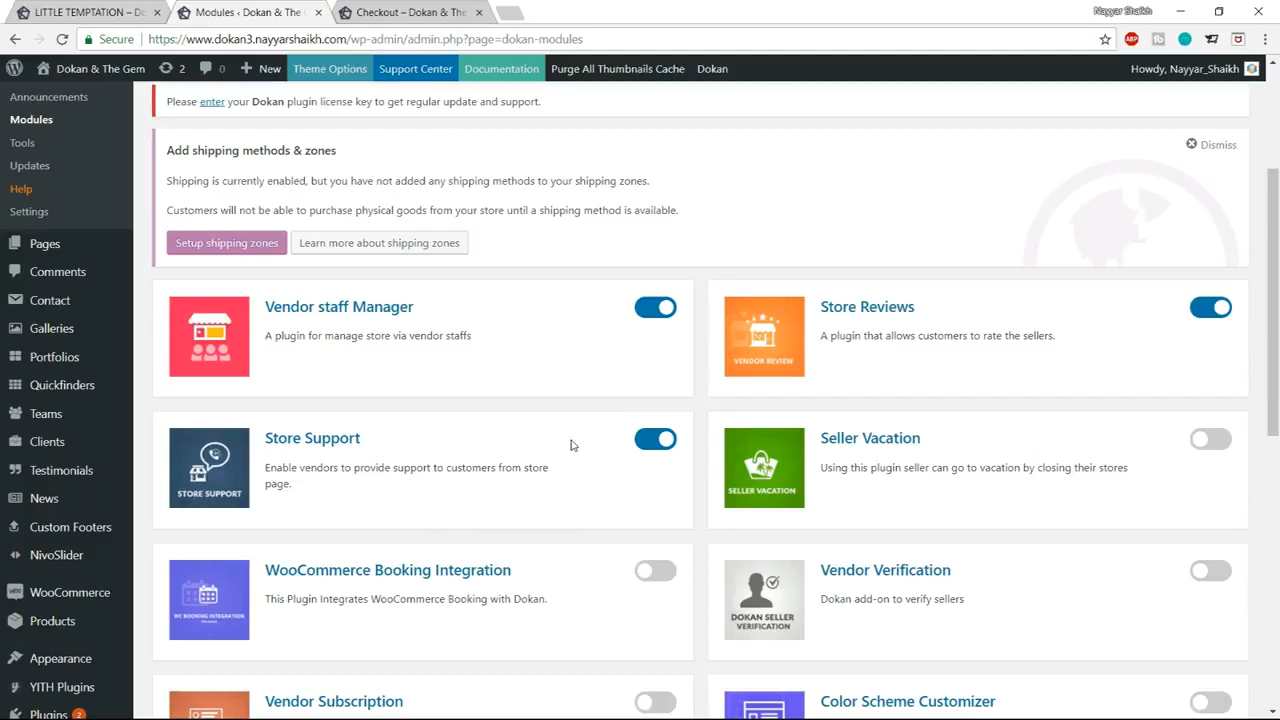 LITTLE TEMPTATION – Do
Modules ‹ Dokan & The G
Checkout – Dokan & The
Nayyar Shaikh
Secure
https://www.dokan3.nayyarshaikh.com/wp-admin/admin.php?page=dokan-modules
ABP
Dokan & The Gem
2
0
New
Theme Options
Support Center
Documentation
Purge All Thumbnails Cache
Dokan
Howdy, Nayyar_Shaikh
Announcements
Modules
Tools
Updates
Help
Settings
Pages
Comments
Contact
Galleries
Portfolios
Quickfinders
Teams
Clients
Testimonials
News
Custom Footers
NivoSlider
WooCommerce
Products
Appearance
YITH Plugins
Plugins 2
Please enter your Dokan plugin license key to get regular update and support.
Add shipping methods & zones
Dismiss
Shipping is currently enabled, but you have not added any shipping methods to your shipping zones.
Customers will not be able to purchase physical goods from your store until a shipping method is available.
Setup shipping zones
Learn more about shipping zones
Vendor staff Manager
A plugin for manage store via vendor staffs
VENDOR REVIEW
Store Reviews
A plugin that allows customers to rate the sellers.
STORE SUPPORT
Store Support
Enable vendors to provide support to customers from store
page.
SELLER VACATION
Seller Vacation
Using this plugin seller can go to vacation by closing their stores
WC BOOKING INTEGRATION
WooCommerce Booking Integration
This Plugin Integrates WooCommerce Booking with Dokan.
DOKAN SELLER
VERIFICATION
Vendor Verification
Dokan add-on to verify sellers
Vendor Subscription
Color Scheme Customizer